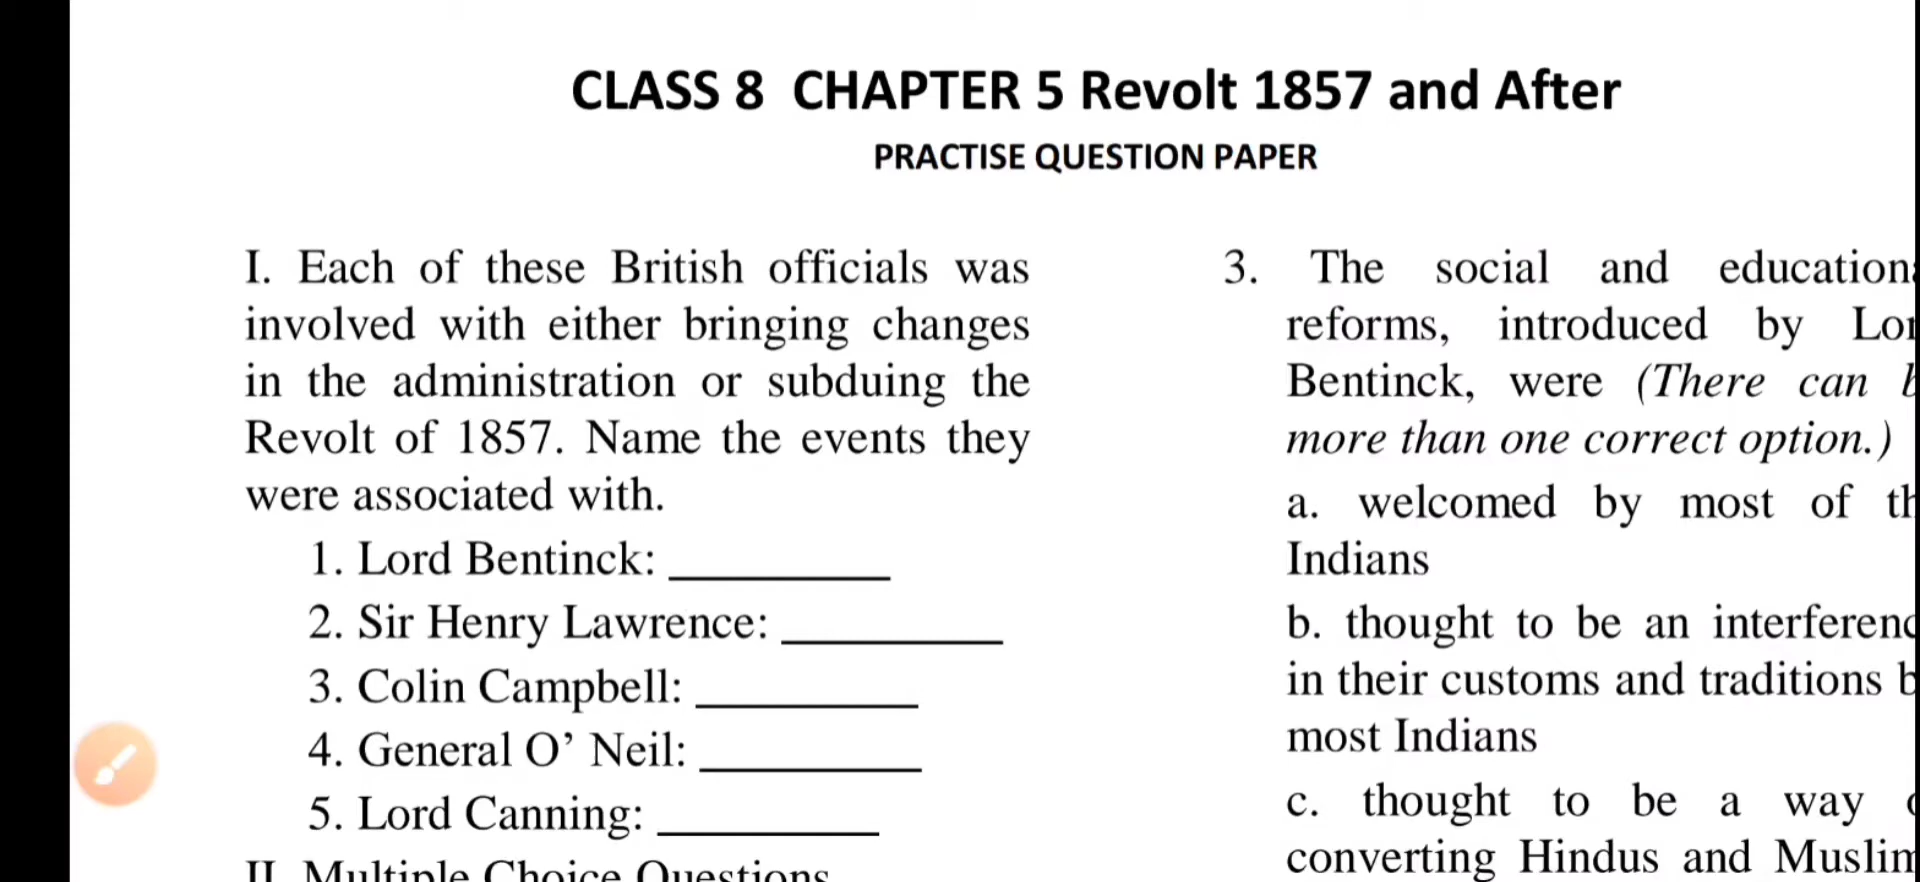 CLASS 8 CHAPTER 5 Revolt 1857 and After
PRACTISE QUESTION PAPER
I. Each of these British officials was
involved with either bringing changes
in the administration or subduing the
Revolt of 1857. Name the events they
were associated with.
1. Lord Bentinck: __________
2. Sir Henry Lawrence: __________
3. Colin Campbell: __________
4. General O’ Neil: __________
5. Lord Canning: __________
II. Multiple Choice Questions
3. The social and
reforms, introduced by
Bentinck, were (There can
more than one correct option.)
a. welcomed by most of
Indians
b. thought to be an
in their customs and traditions
most Indians
c. thought to be a way
converting Hindus and